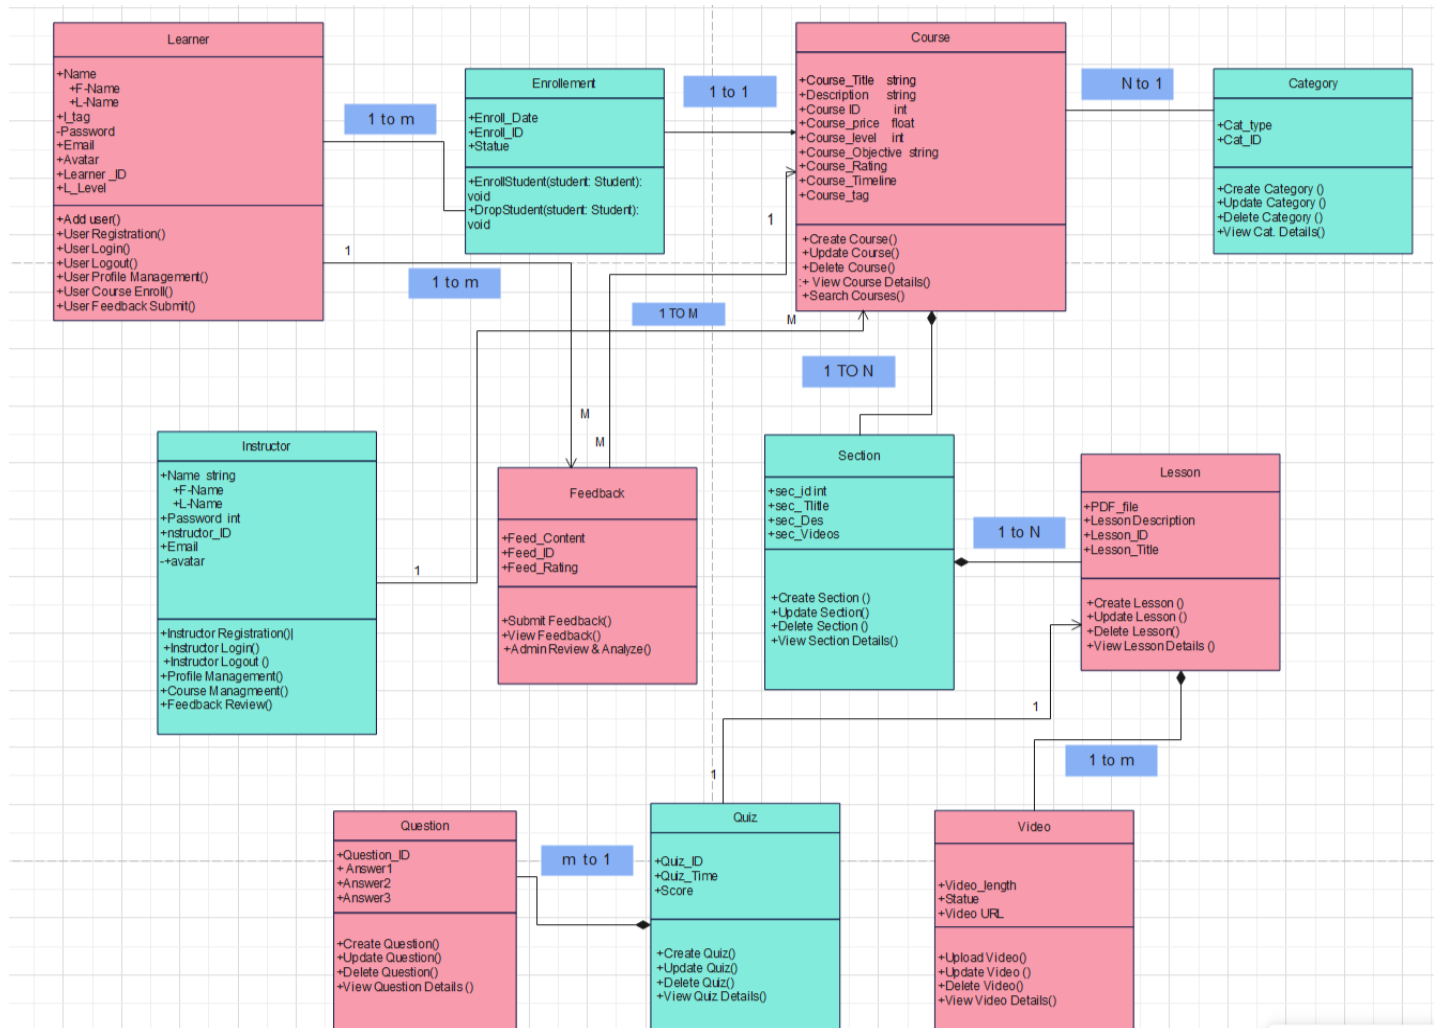 Learner
+Name
+F-Name
+L-Name
+l_tag
-Password
+Email
+Avatar
+Learner _ID
+L_Level
+Add user()
+User Registration()
+User Login()
+User Logout()
+User Profile Management()
+User Course Enroll()
+User Feedback Submit()
1 to m
Enrollement
+Enroll_Date
+Enroll_ID
+Statue
+EnrollStudent(student: Student):
void
+DropStudent(student: Student):
void
1 to 1
Course
+Course_Title string
+Description string
+Course ID int
+Course_price float
+Course_level int
+Course_Objective string
+Course_Rating
+Course_Timeline
+Course_tag
+Create Course()
+Update Course()
+Delete Course()
:+ View Course Details()
+Search Courses()
N to 1
Category
+Cat_type
+Cat_ID
+Create Category ()
+Update Category ()
+Delete Category ()
+View Cat. Details()
1
1 to m
1
1 TO M
M
1 TO N
M
M
Instructor
+Name string
+F-Name
+L-Name
+Password int
+nstructor_ID
+Email
-+avatar
+Instructor Registration()|
+Instructor Login()
+Instructor Logout ()
+Profile Management()
+Course Managmeent()
+Feedback Review()
1
Feedback
+Feed_Content
+Feed_ID
+Feed_Rating
+Submit Feedback()
+View Feedback()
+Admin Review & Analyze()
Section
+sec_id int
+sec_Tlitle
+sec_Des
+sec_Videos
+Create Section ()
+Update Section()
+Delete Section ()
+View Section Details()
1 to N
Lesson
+PDF_file
+Lesson Description
+Lesson_ID
+Lesson_Title
+Create Lesson ()
+Update Lesson ()
+Delete Lesson()
+View Lesson Details ()
1
1
1 to m
Question
+Question_ID
+ Answer1
+Answer2
+Answer3
+Create Question()
+Update Question()
+Delete Question()
+View Question Details ()
m to 1
Quiz
+Quiz_ID
+Quiz_Time
+Score
+Create Quiz()
+Update Quiz()
+Delete Quiz()
+View Quiz Details()
Video
+Video_length
+Statue
+Video URL
+Upload Video()
+Update Video ()
+Delete Video()
+View Video Details()